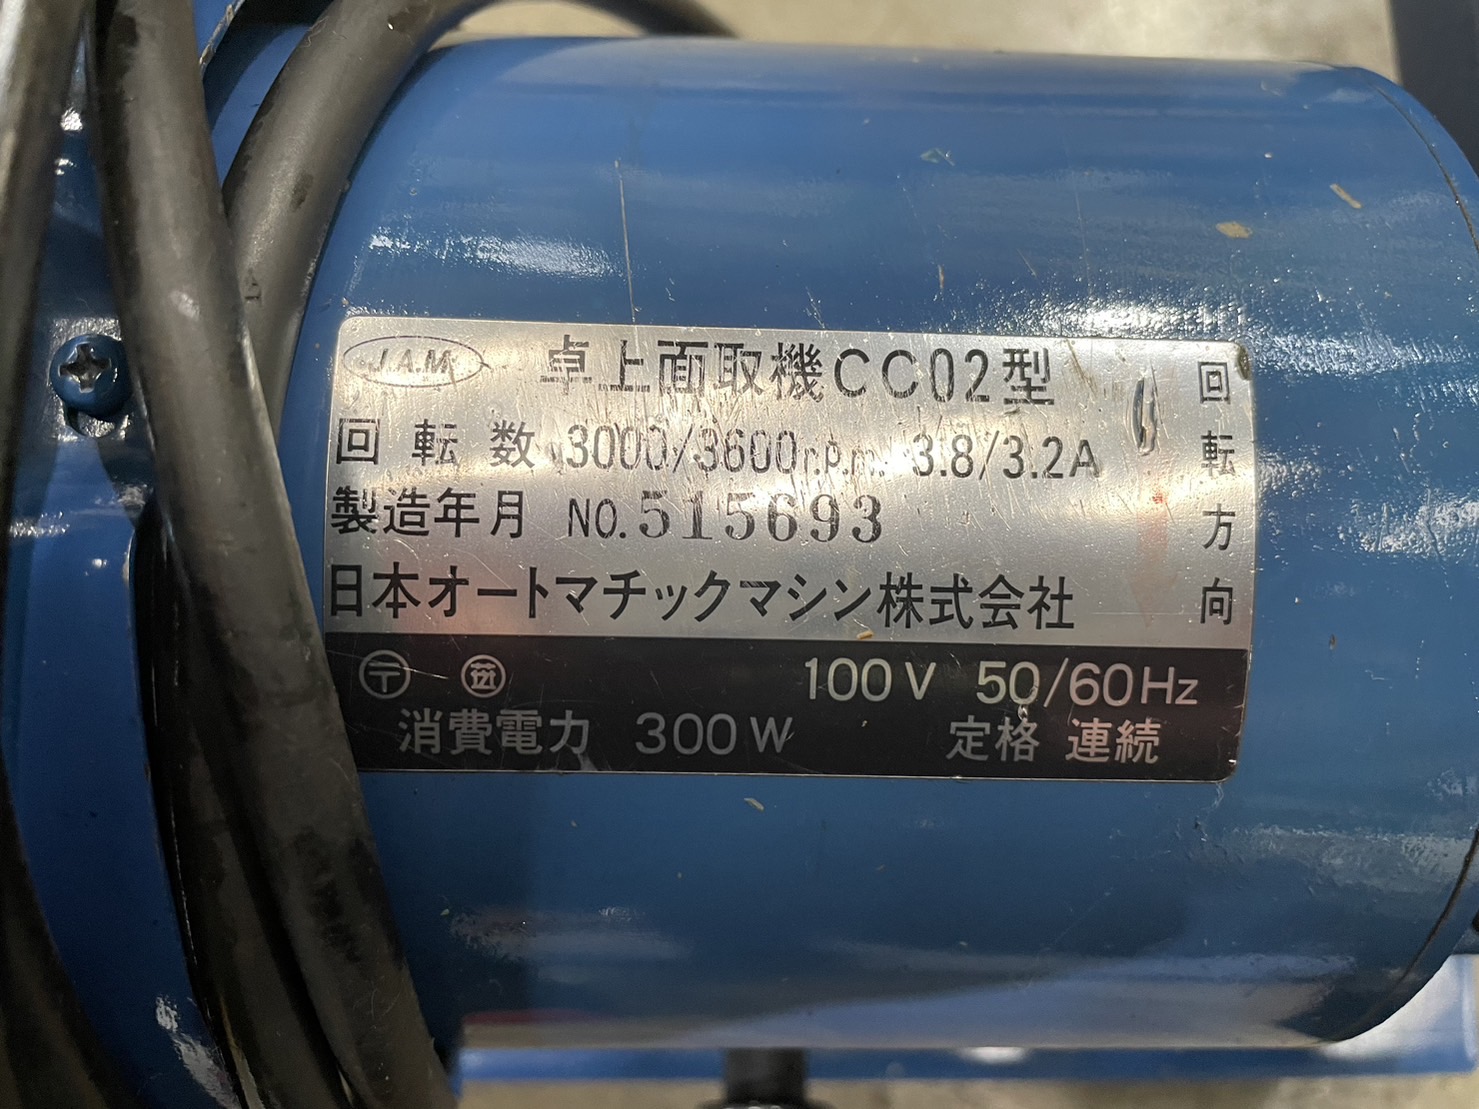 J.A.M 卓上面取機CC02型
回転数 3000/3600r.p.m. 3.8/3.2A
製造年月 NO.515693
日本オートマチックマシン株式会社
回転方向
〒 100V 50/60Hz
消費電力 300W 定格 連続